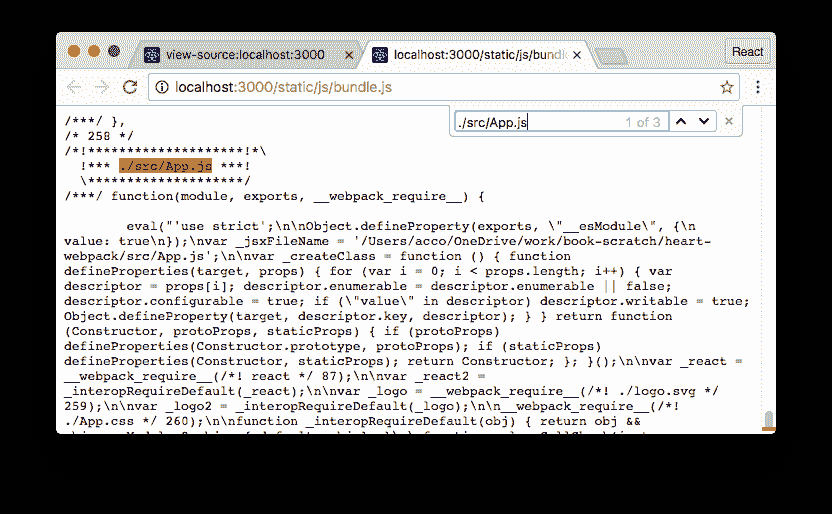 view-source:localhost:3000
localhost:3000/static/js/bundle
React
localhost:3000/static/js/bundle.js
./src/App.js 1 of 3
/***/ },
/* 258 */
/*!********************!*\
!*** ./src/App.js ***!
\********************/
/***/ function(module, exports, __webpack_require__) {
eval("'use strict';\n\nObject.defineProperty(exports, \"__esModule\", {\n
value: true\n});\nvar _jsxFileName = '/Users/acco/OneDrive/work/book-scratch/heart-
webpack/src/App.js';\n\nvar _createClass = function () { function
defineProperties(target, props) { for (var i = 0; i < props.length; i++) { var
descriptor = props[i]; descriptor.enumerable = descriptor.enumerable || false;
descriptor.configurable = true; if (\"value\" in descriptor) descriptor.writable = true;
Object.defineProperty(target, descriptor.key, descriptor); } } return function
(Constructor, protoProps, staticProps) { if (protoProps)
defineProperties(Constructor.prototype, protoProps); if (staticProps)
defineProperties(Constructor, staticProps); return Constructor; }; }();\n\nvar _react =
__webpack_require__(/*! react */ 87);\n\nvar _react2 =
_interopRequireDefault(_react);\n\nvar _logo = __webpack_require__(/*! ./logo.svg */
259);\n\nvar _logo2 = _interopRequireDefault(_logo);\n\n__webpack_require__(/*!
./App.css */ 260);\n\nfunction _interopRequireDefault(obj) { return obj &&